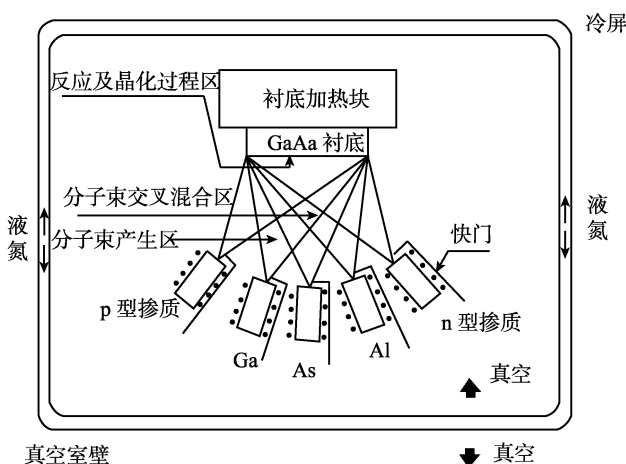 冷屏
反应及晶化过程区
衬底加热块
GaAa 衬底
分子束交叉混合区
液氮
液氮
分子束产生区
快门
p 型掺质
n 型掺质
Ga
As
Al
真空
真空室壁
真空